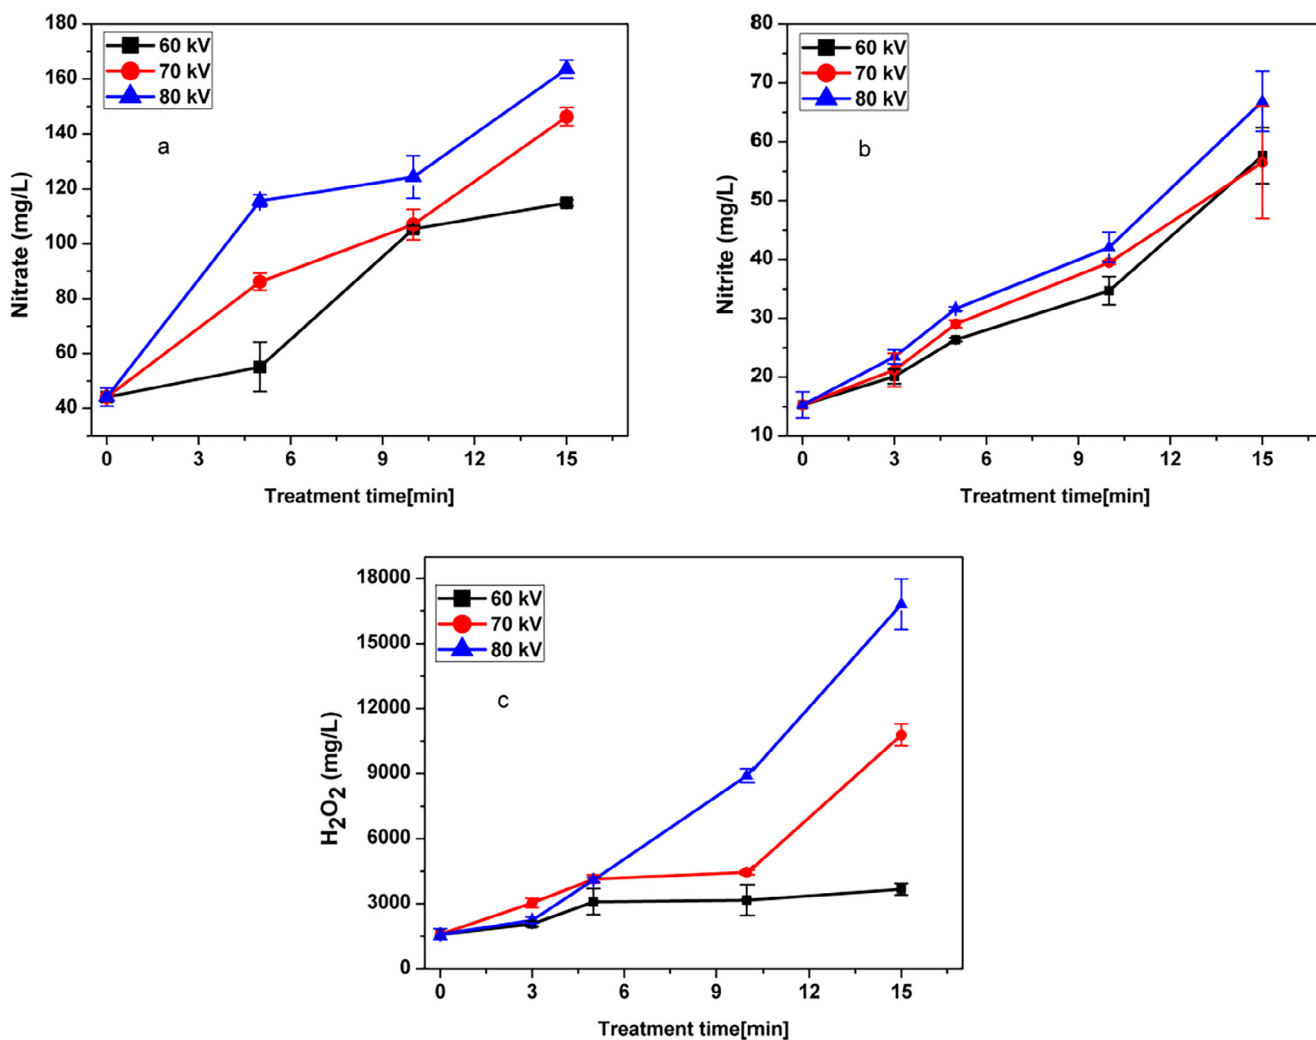 180
160
140
120
100
80
60
40
Nitrate (mg/L)
60 kV
70 kV
80 kV
a
0
3
6
9
12
15
Treatment time[min]
80
70
60
50
40
30
20
10
Nitrite (mg/L)
60 kV
70 kV
80 kV
b
0
3
6
9
12
15
Treatment time[min]
18000
15000
12000
9000
6000
3000
0
H₂O₂ (mg/L)
60 kV
70 kV
80 kV
c
0
3
6
9
12
15
Treatment time[min]